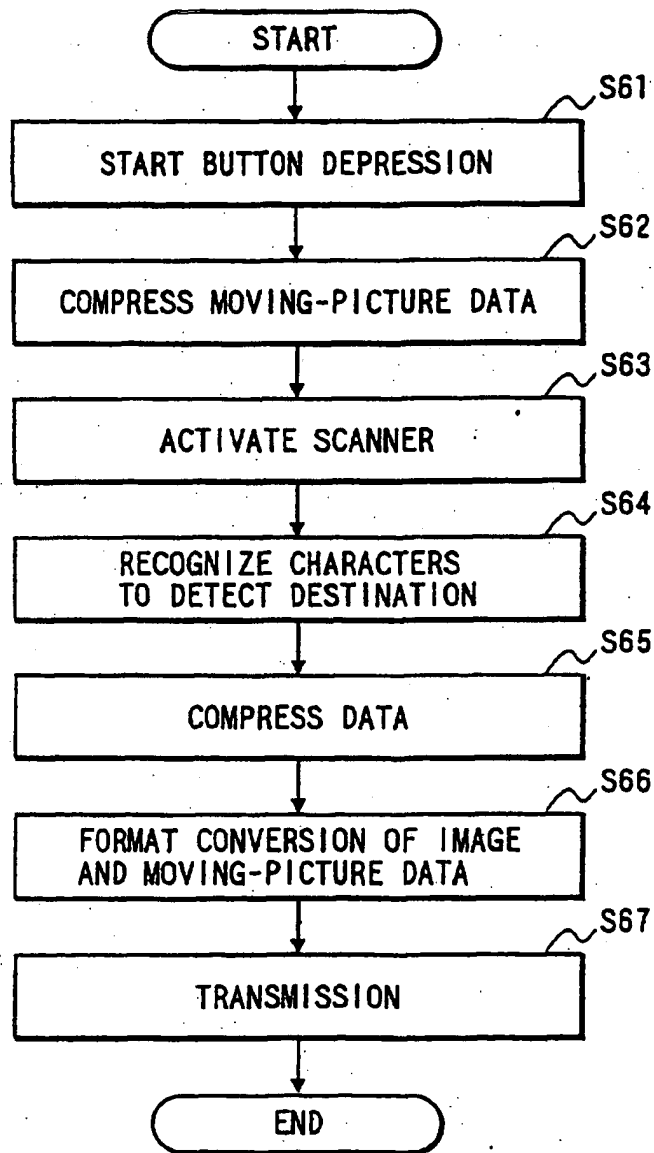 START
S61
START BUTTON DEPRESSION
S62
COMPRESS MOVING-PICTURE DATA
S63
ACTIVATE SCANNER
S64
RECOGNIZE CHARACTERS
TO DETECT DESTINATION
S65
COMPRESS DATA
S66
FORMAT CONVERSION OF IMAGE
AND MOVING-PICTURE DATA
S67
TRANSMISSION
END